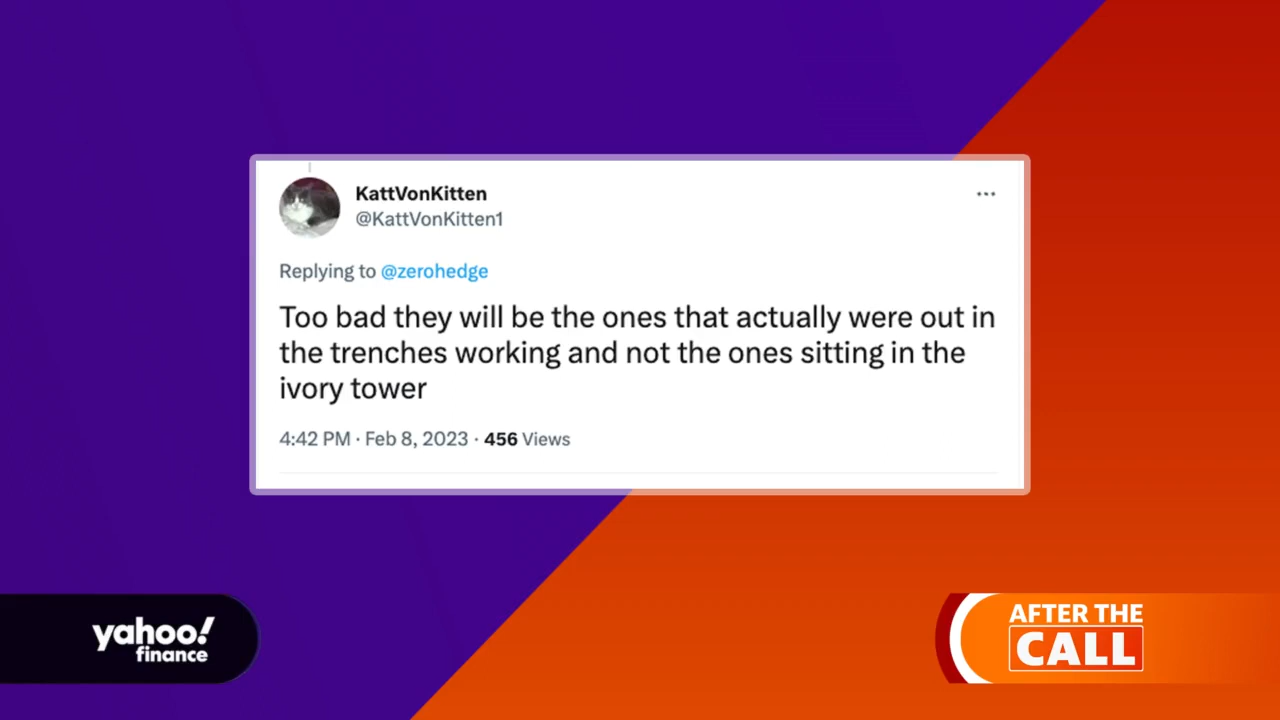 KattVonKitten
@KattVonKitten1
...
Replying to @zerohedge
Too bad they will be the ones that actually were out in
the trenches working and not the ones sitting in the
ivory tower
4:42 PM · Feb 8, 2023 · 456 Views
yahoo!
finance
AFTER THE
CALL